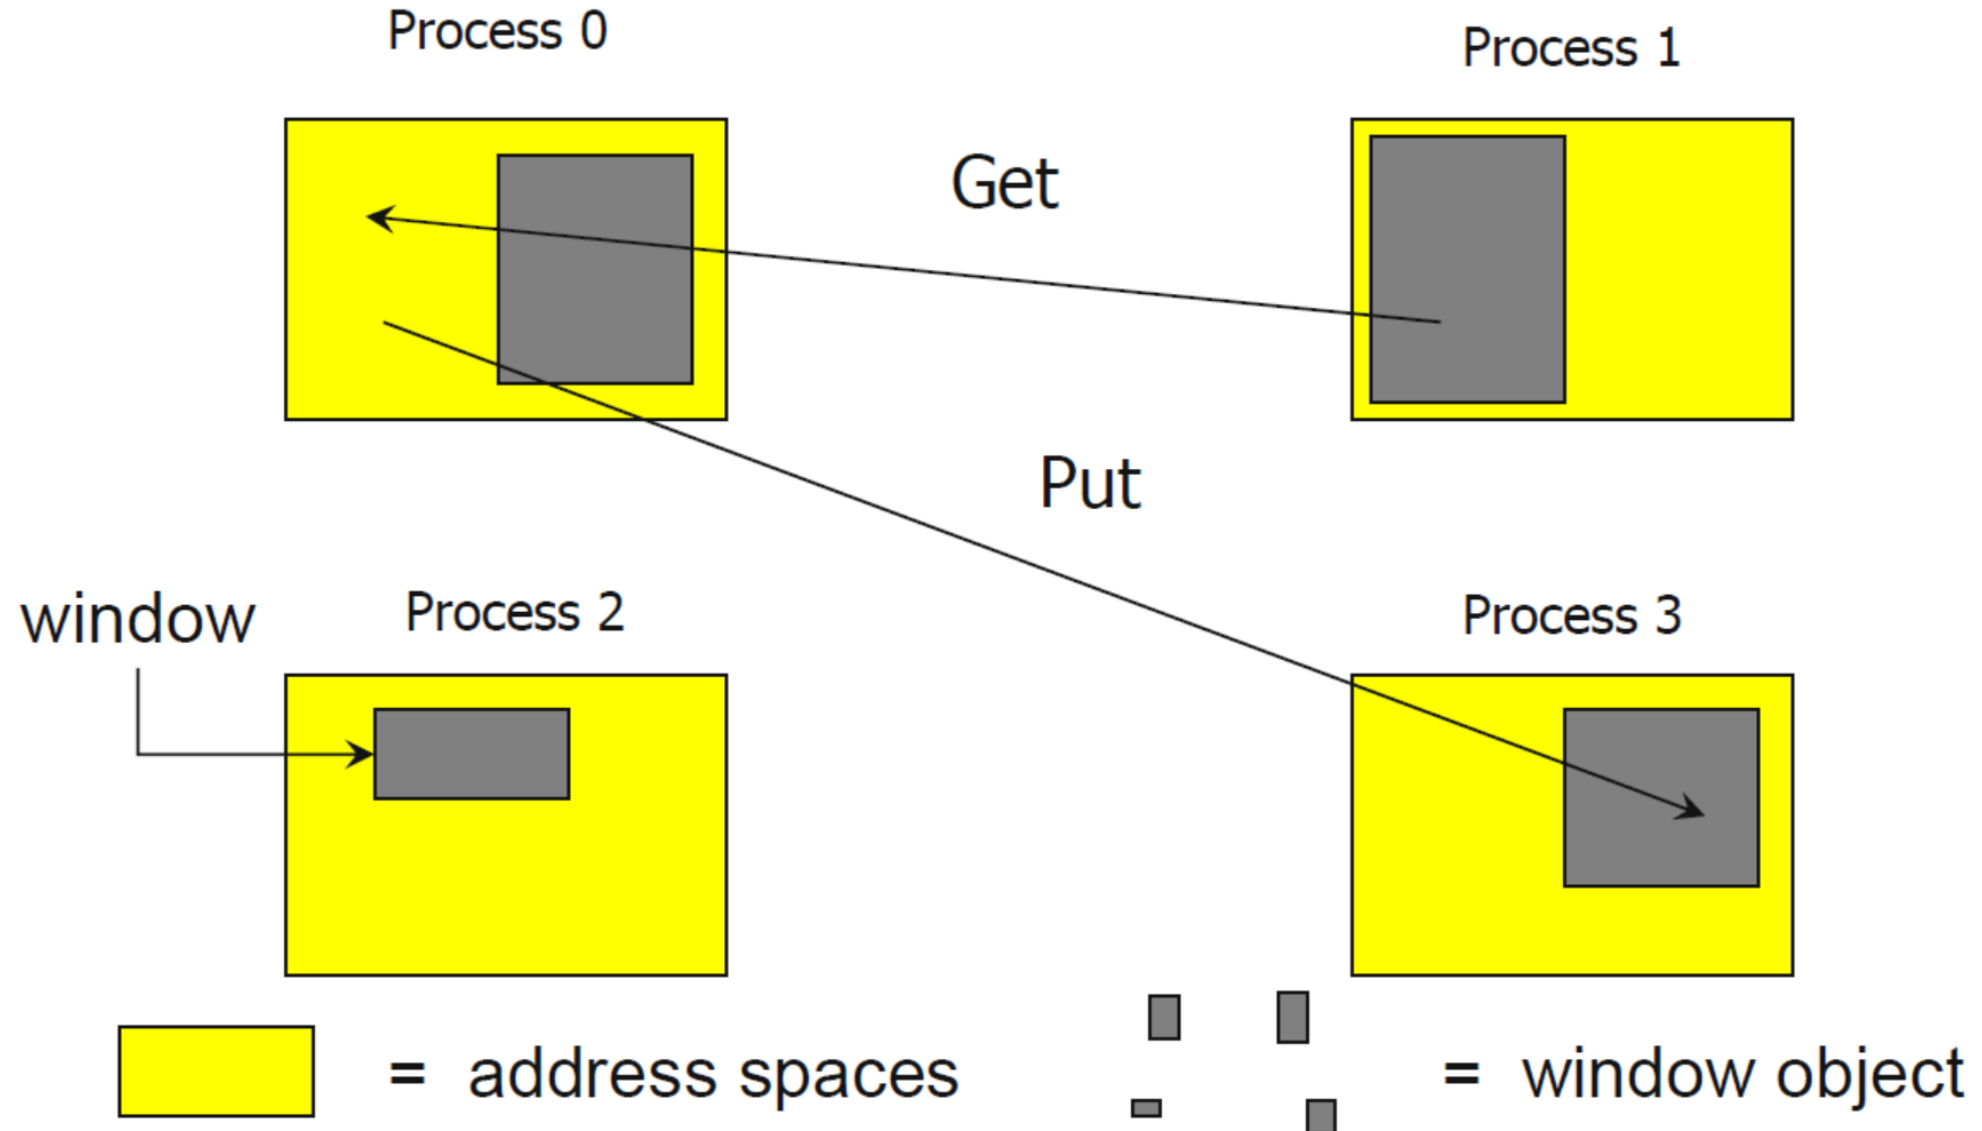 Process 0
Process 1
Get
Put
window
Process 2
Process 3
= address spaces
= window object